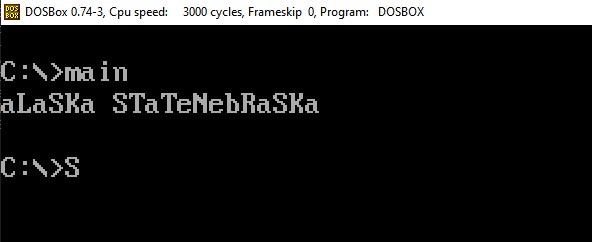 DOSBox 0.74-3, Cpu speed: 3000 cycles, Frameskip 0, Program: DOSBOX
C:\>main
aLaSKa STaTeNebRaSKa
C:\>S